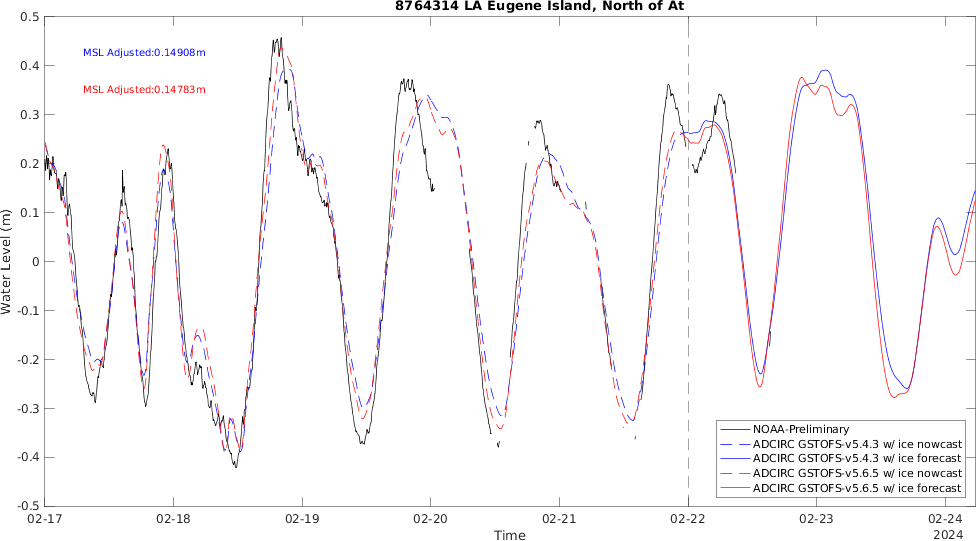 8764314 LA Eugene Island, North of At
MSL Adjusted:0.14908m
MSL Adjusted:0.14783m
Water Level (m)
0.5
0.4
0.3
0.2
0.1
0
-0.1
-0.2
-0.3
-0.4
-0.5
NOAA-Preliminary
ADCIRC GSTOFS-v5.4.3 w/ ice nowcast
ADCIRC GSTOFS-v5.4.3 w/ ice forecast
ADCIRC GSTOFS-v5.6.5 w/ ice nowcast
ADCIRC GSTOFS-v5.6.5 w/ ice forecast
02-17 02-18 02-19 02-20 02-21 02-22 02-23 02-24
Time
2024